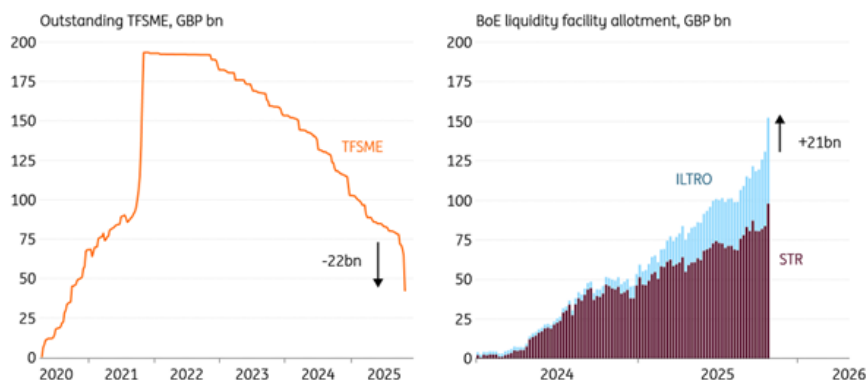 Outstanding TFSME, GBP bn
200
175
150
125
100
75
50
25
0
TFSME
-22bn
2020 2021 2022 2023 2024 2025
BoE liquidity facility allotment, GBP bn
200
175
150
125
100
75
50
25
0
+21bn
ILTRO
STR
2024 2025 2026